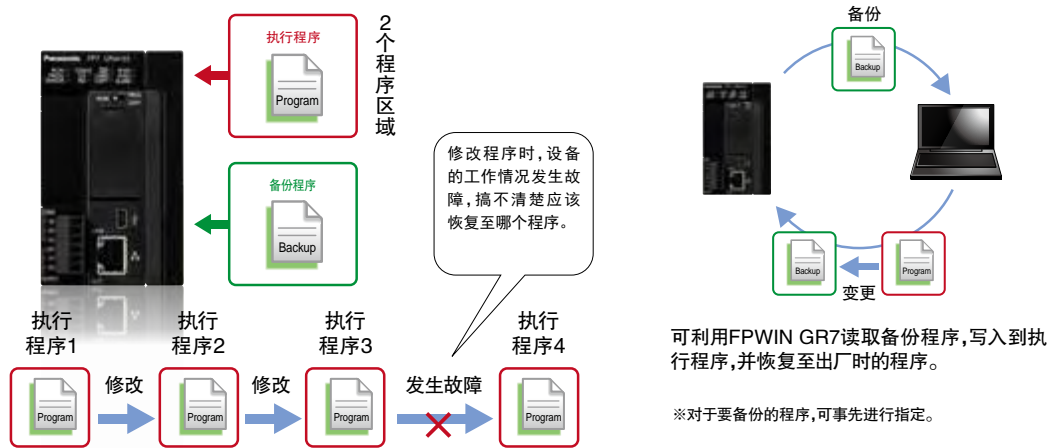 执行程序
Program
2个程序区域
Panasonic FP7
备份程序
Backup
修改程序时,设备
的工作情况发生故
障,搞不清楚应该
恢复至哪个程序。
执行
程序1
执行
程序2
执行
程序3
执行
程序4
Program
修改
Program
修改
Program
发生故障
Program
备份
Backup
Backup
Program
变更
可利用FPWIN GR7读取备份程序,写入到执
行程序,并恢复至出厂时的程序。
※对于要备份的程序,可事先进行指定。